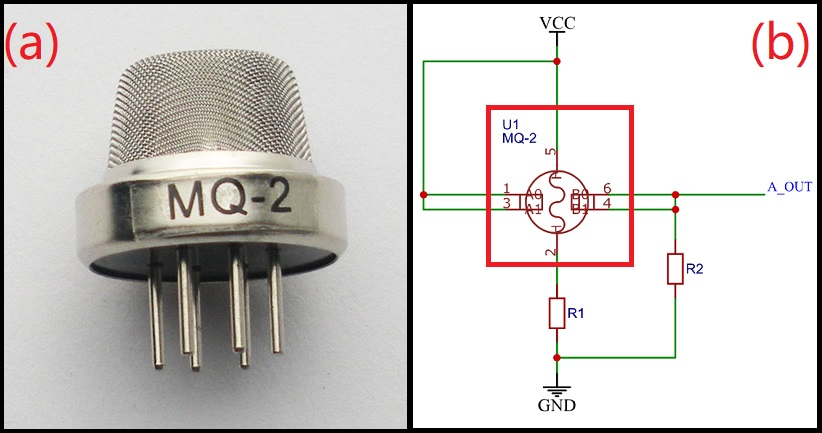 (a)
MQ-2
(b)
VCC
U1
MQ-2
5
H
1
A0
B0
6
A_OUT
3
A1
B1
4
H
2
R2
R1
GND